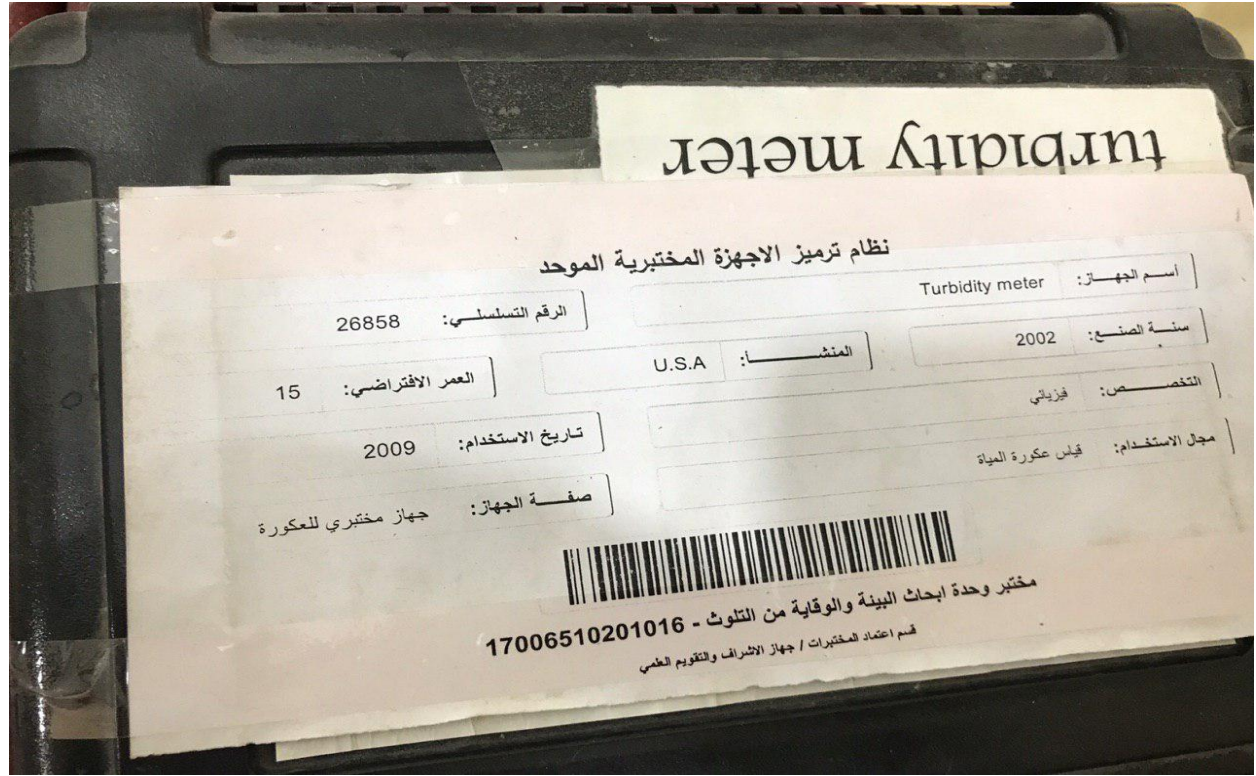 turbidity meter
نظام ترميز الاجهزة المختبرية الموحد
أسم الجهاز: Turbidity meter الرقم التسلسلي: 26858
سنة الصنع: 2002 المنشأ: U.S.A العمر الافتراضي: 15
التخصص: فيزيائي تاريخ الاستخدام: 2009
مجال الاستخدام: قياس عكورة المياة صفة الجهاز: جهاز مختبري للعكورة
مختبر وحدة ابحاث البيئة والوقاية من التلوث - 17006510201016
قسم اعتماد المختبرات / جهاز الاشراف والتقويم العلمي